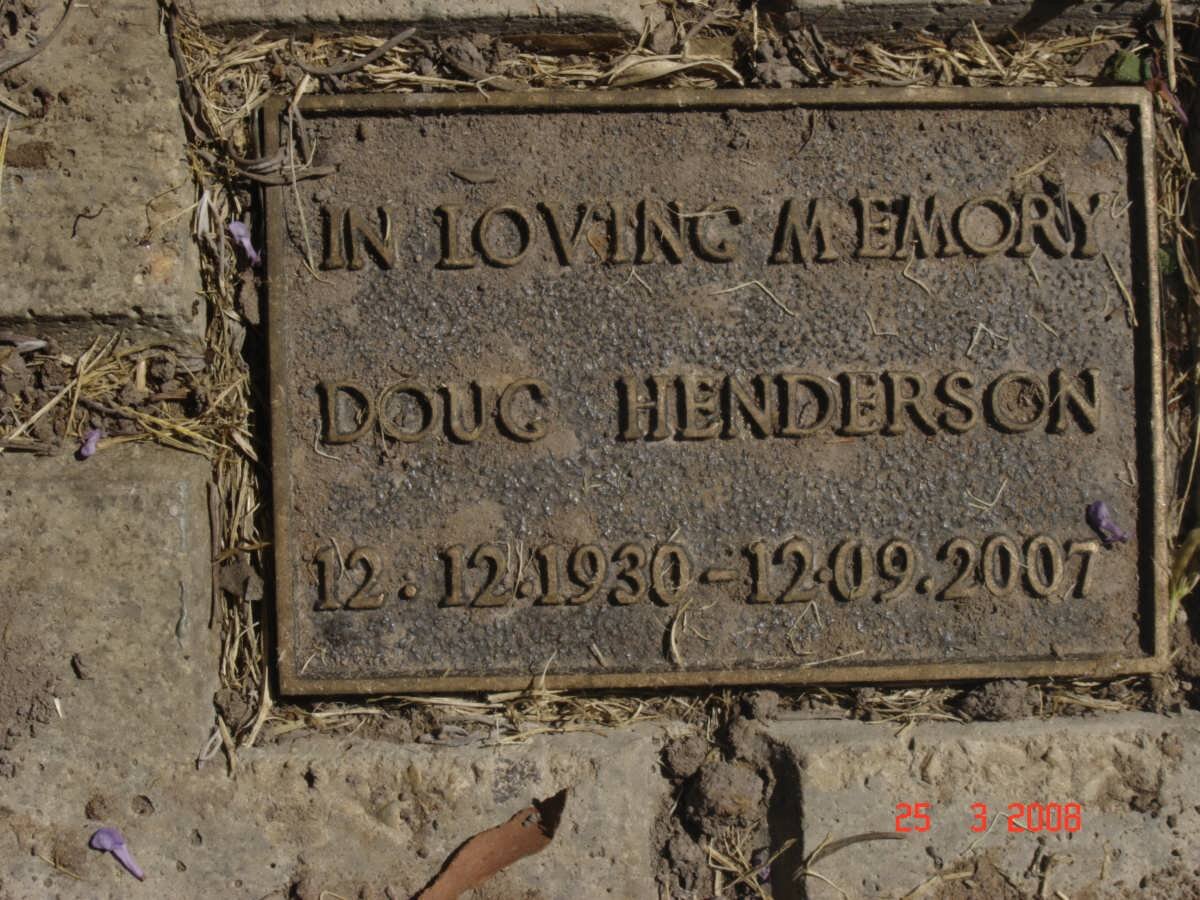 IN LOVING MEMORY
DOUG HENDERSON
12.12.1930-12.09.2007
25 3 2008